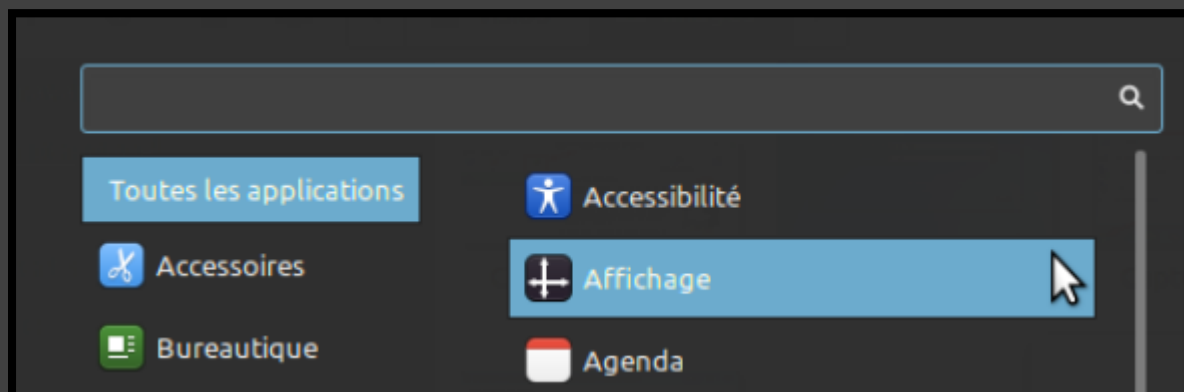 Toutes les applications
Accessoires
Bureautique
Accessibilité
Affichage
Agenda